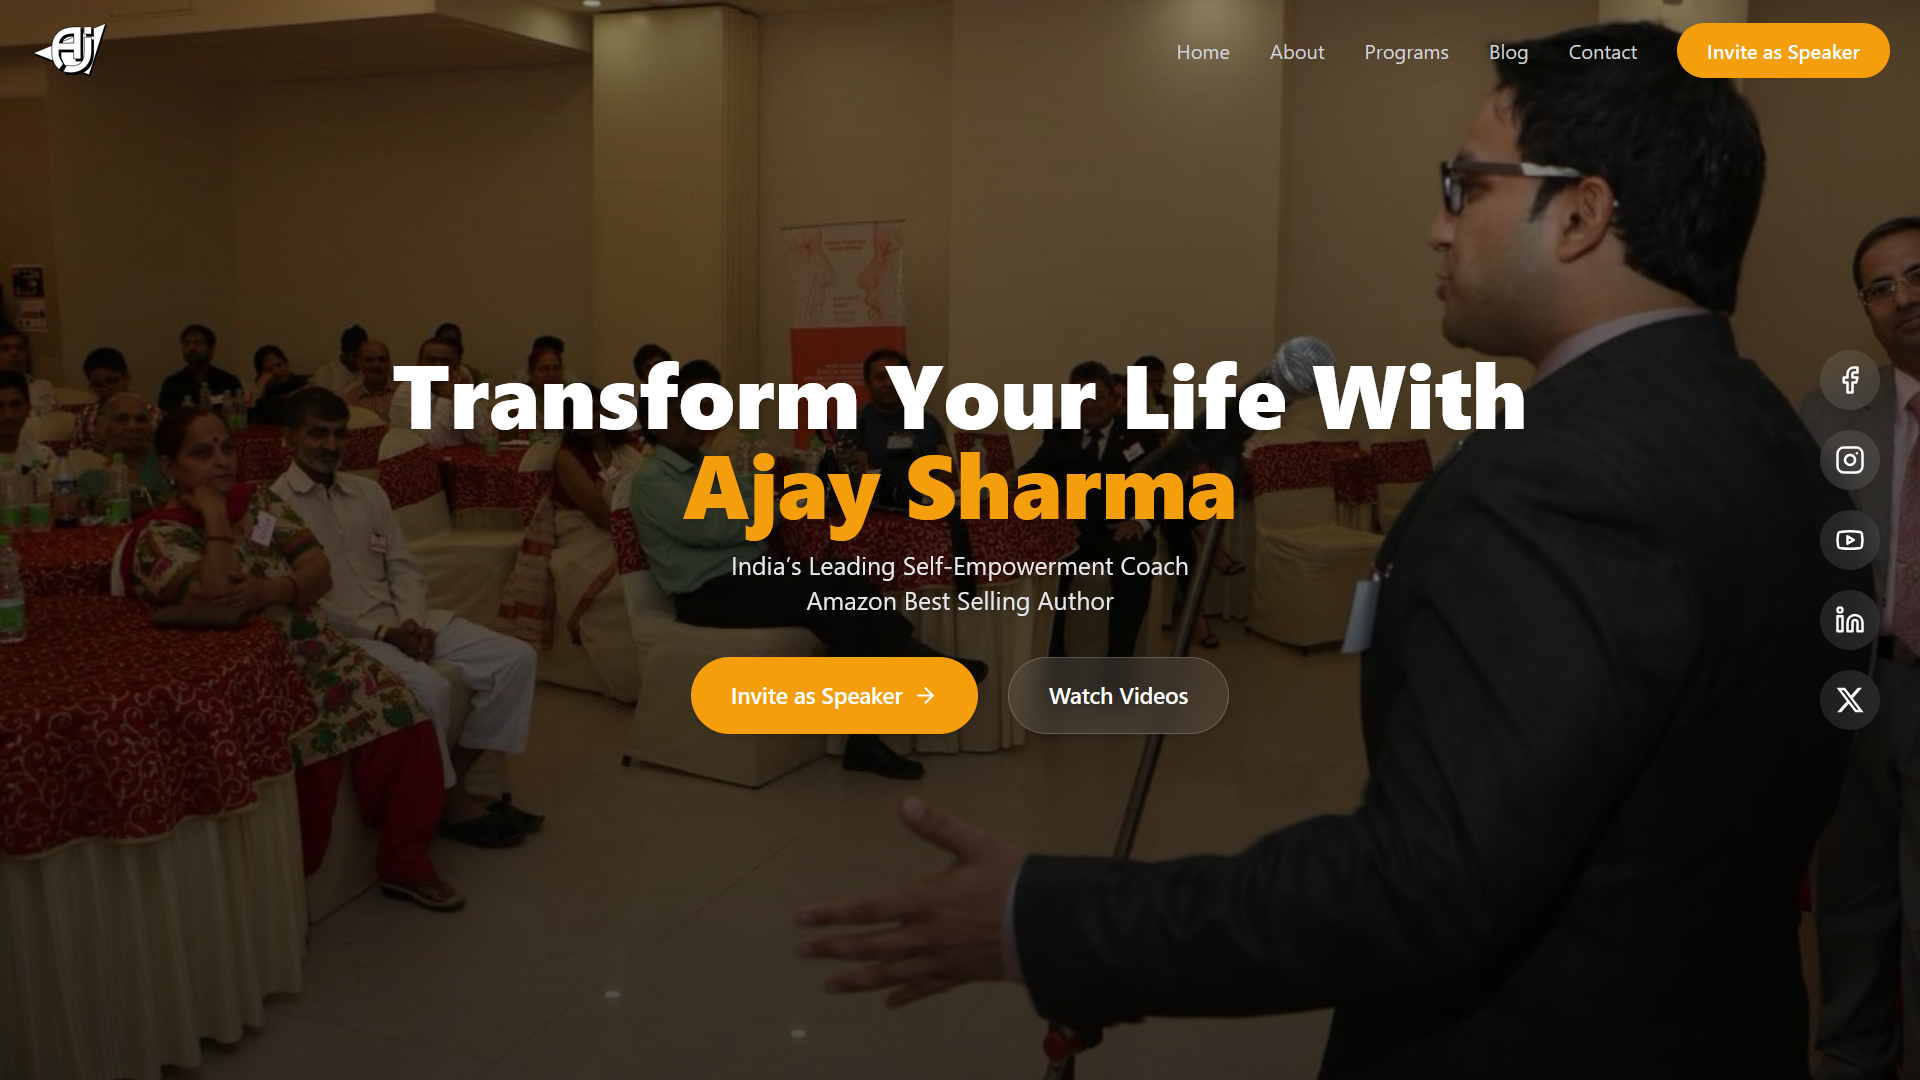 Aj
Home
About
Programs
Blog
Contact
Invite as Speaker
Transform Your Life With
Ajay Sharma
India’s Leading Self-Empowerment Coach
Amazon Best Selling Author
Invite as Speaker
Watch Videos